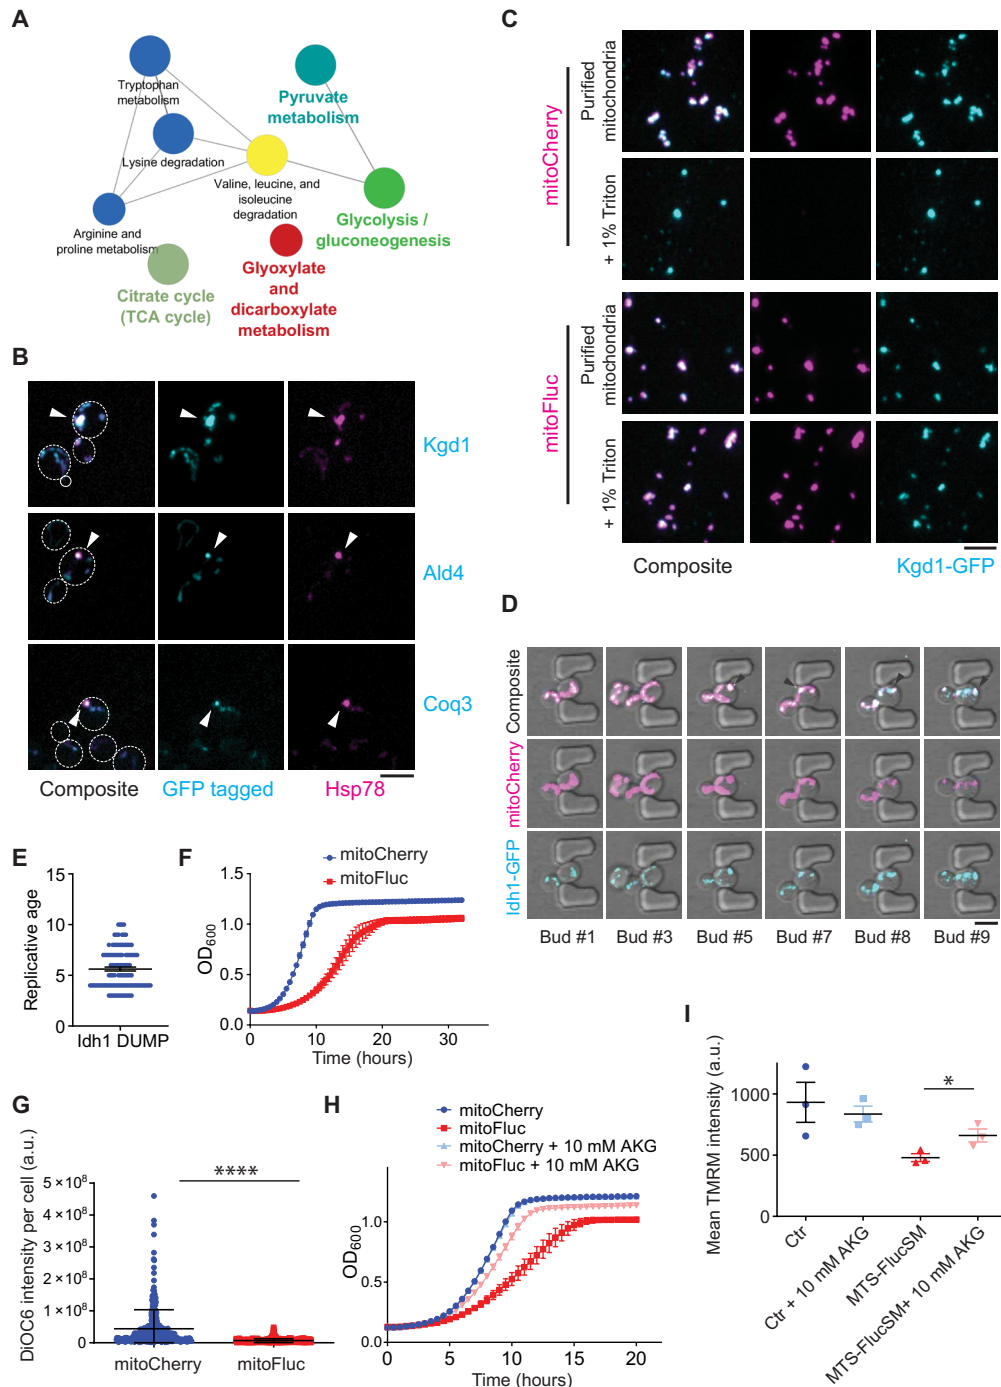 A
Tryptophan
metabolism
Lysine degradation
Arginine and
proline metabolism
Valine, leucine, and
isoleucine
degradation
Pyruvate
metabolism
Glycolysis /
gluconeogenesis
Citrate cycle
(TCA cycle)
Glyoxylate
and
dicarboxylate
metabolism
B
Kgd1
Ald4
Coq3
Composite
GFP tagged
Hsp78
C
mitoCherry
Purified
mitochondria
+ 1% Triton
mitoFluc
Purified
mitochondria
+ 1% Triton
Composite
Kgd1-GFP
D
Composite
mitoCherry
Idh1-GFP
Bud #1
Bud #3
Bud #5
Bud #7
Bud #8
Bud #9
E
Replicative age
15
10
5
0
Idh1 DUMP
F
mitoCherry
mitoFluc
OD600
1.5
1.0
0.5
0.0
0
10
20
30
Time (hours)
G
DiOC6 intensity per cell (a.u.)
5 × 10⁸
4 × 10⁸
3 × 10⁸
2 × 10⁸
1 × 10⁸
0
****
mitoCherry
mitoFluc
H
mitoCherry
mitoFluc
mitoCherry + 10 mM AKG
mitoFluc + 10 mM AKG
OD600
1.0
0.5
0.0
0
5
10
15
20
Time (hours)
I
Mean TMRM intensity (a.u.)
1000
500
0
*
Ctr
Ctr + 10 mM AKG
MTS-FlucSM
MTS-FlucSM+ 10 mM AKG